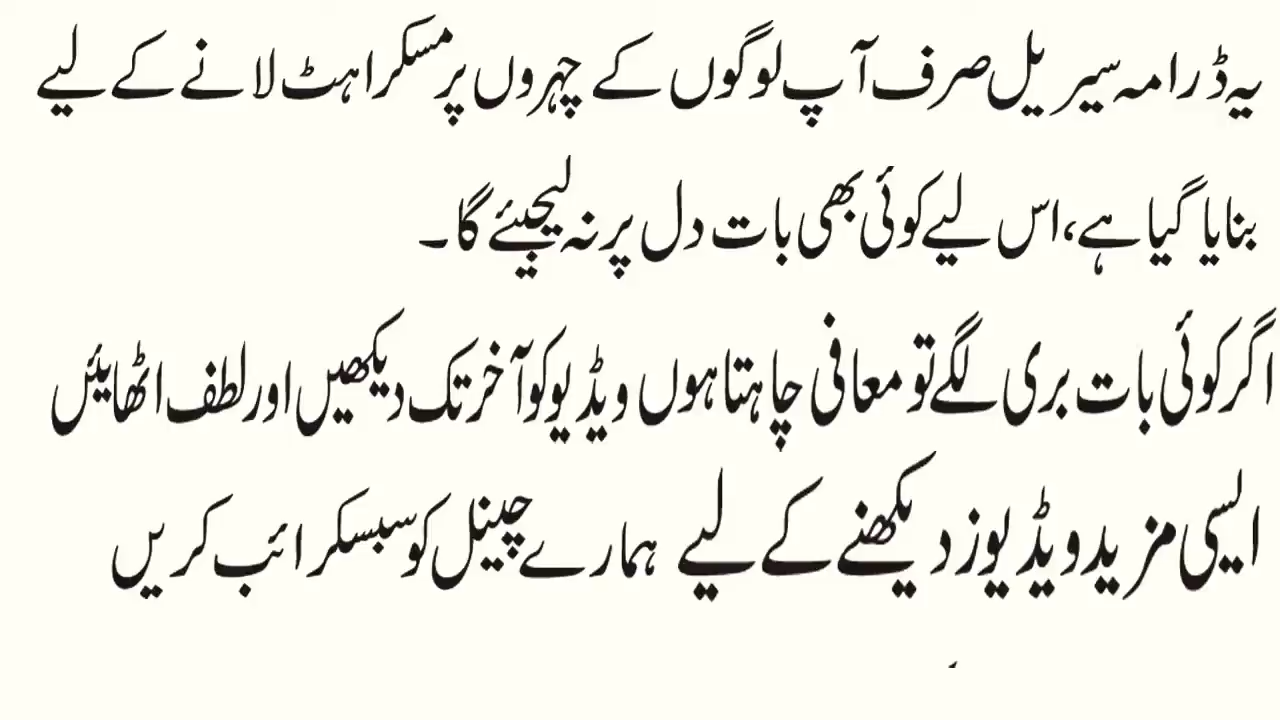 یہ ڈرامہ سیریل صرف آپ لوگوں کے چہروں پر مسکراہٹ لانے کے لیے
بنایا گیا ہے، اس لیے کوئی بھی بات دل پر نہ لیجیئے گا۔
اگر کوئی بات بری لگے تو معافی چاہتا ہوں ویڈیو کو آخر تک دیکھیں اور لطف اٹھایئں
ایسی مزید ویڈیوز دیکھنے کے لیے ہمارے چینل کو سبسکرائب کریں